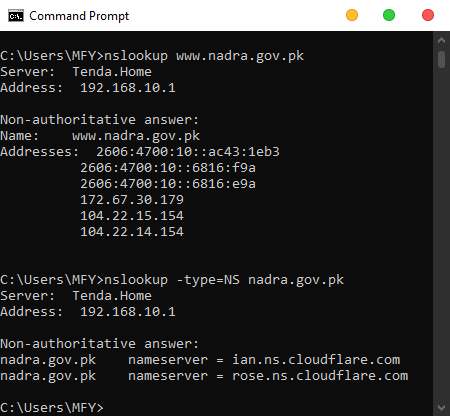 Command Prompt
C:\Users\MFY>nslookup www.nadra.gov.pk
Server:  Tenda.Home
Address:  192.168.10.1
Non-authoritative answer:
Name:    www.nadra.gov.pk
Addresses:  2606:4700:10::ac43:1eb3
2606:4700:10::6816:f9a
2606:4700:10::6816:e9a
172.67.30.179
104.22.15.154
104.22.14.154
C:\Users\MFY>nslookup -type=NS nadra.gov.pk
Server:  Tenda.Home
Address:  192.168.10.1
Non-authoritative answer:
nadra.gov.pk    nameserver = ian.ns.cloudflare.com
nadra.gov.pk    nameserver = rose.ns.cloudflare.com
C:\Users\MFY>